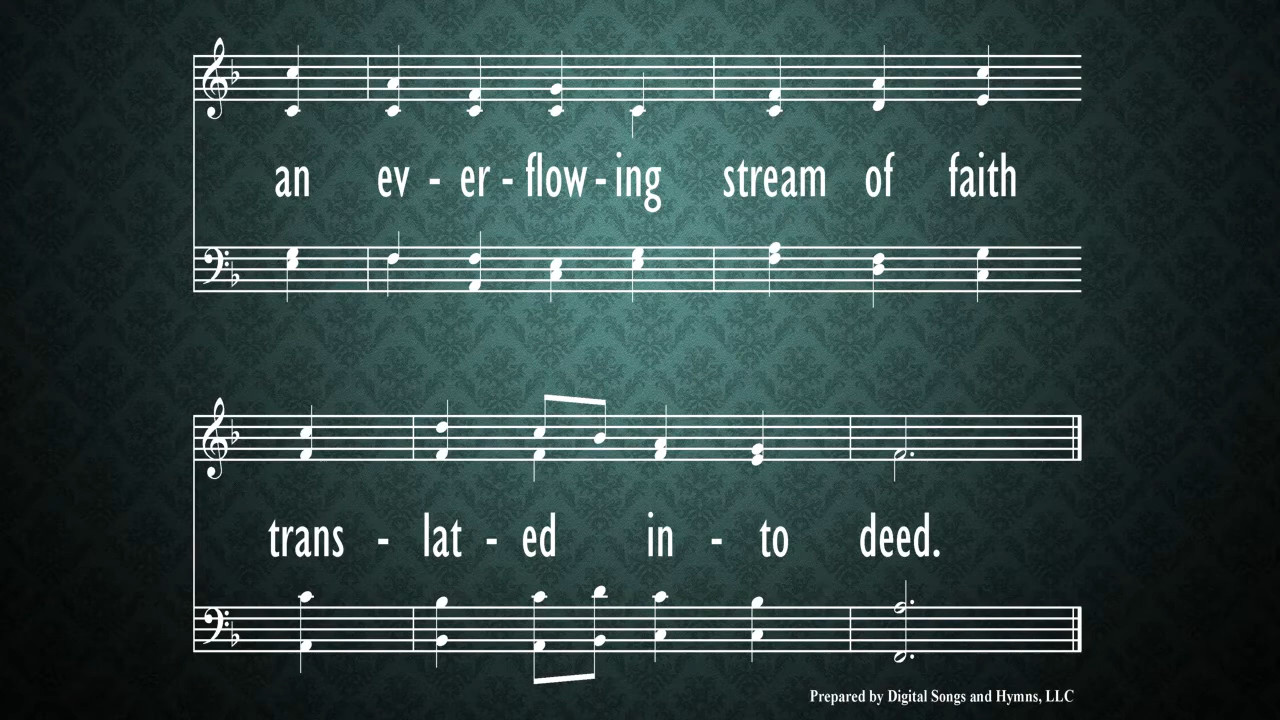 an ev - er - flow - ing stream of faith
trans - lat - ed in - to deed.
Prepared by Digital Songs and Hymns, LLC